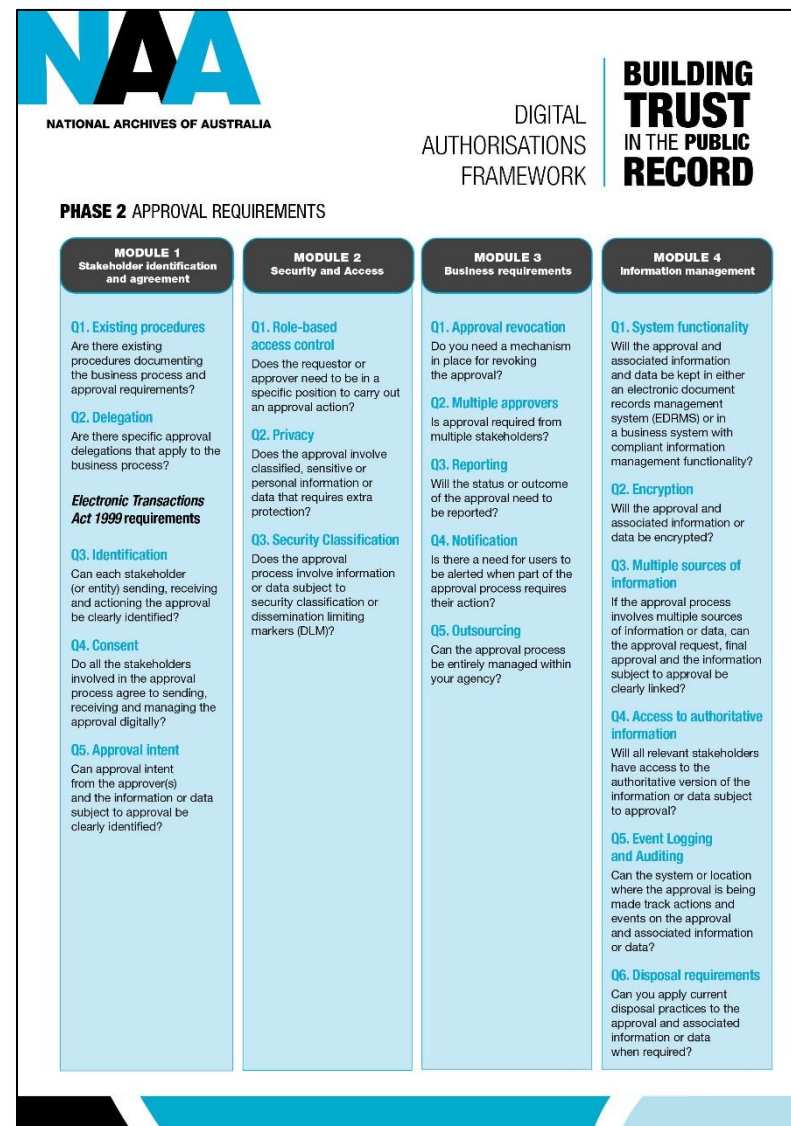 NAA
NATIONAL ARCHIVES OF AUSTRALIA
DIGITAL
AUTHORISATIONS
FRAMEWORK
BUILDING
TRUST
IN THE PUBLIC
RECORD
PHASE 2 APPROVAL REQUIREMENTS
MODULE 1
Stakeholder identification
and agreement
Q1. Existing procedures
Are there existing
procedures documenting
the business process and
approval requirements?
Q2. Delegation
Are there specific approval
delegations that apply to the
business process?
Electronic Transactions
Act 1999 requirements
Q3. Identification
Can each stakeholder
(or entity) sending, receiving
and actioning the approval
be clearly identified?
Q4. Consent
Do all the stakeholders
involved in the approval
process agree to sending,
receiving and managing the
approval digitally?
Q5. Approval intent
Can approval intent
from the approver(s)
and the information or data
subject to approval be
clearly identified?
MODULE 2
Security and Access
Q1. Role-based
access control
Does the requestor or
approver need to be in a
specific position to carry out
an approval action?
Q2. Privacy
Does the approval involve
classified, sensitive or
personal information or
data that requires extra
protection?
Q3. Security Classification
Does the approval
process involve information
or data subject to
security classification or
dissemination limiting
markers (DLM)?
MODULE 3
Business requirements
Q1. Approval revocation
Do you need a mechanism
in place for revoking
the approval?
Q2. Multiple approvers
Is approval required from
multiple stakeholders?
Q3. Reporting
Will the status or outcome
of the approval need to
be reported?
Q4. Notification
Is there a need for users to
be alerted when part of the
approval process requires
their action?
Q5. Outsourcing
Can the approval process
be entirely managed within
your agency?
MODULE 4
Information management
Q1. System functionality
Will the approval and
associated information
and data be kept in either
an electronic document
records management
system (EDRMS) or in
a business system with
compliant information
management functionality?
Q2. Encryption
Will the approval and
associated information or
data be encrypted?
Q3. Multiple sources of
information
If the approval process
involves multiple sources
of information or data, can
the approval request, final
approval and the information
subject to approval be
clearly linked?
Q4. Access to authoritative
information
Will all relevant stakeholders
have access to the
authoritative version of the
information or data subject
to approval?
Q5. Event Logging
and Auditing
Can the system or location
where the approval is being
made track actions and
events on the approval
and associated information
or data?
Q6. Disposal requirements
Can you apply current
disposal practices to the
approval and associated
information or data
when required?